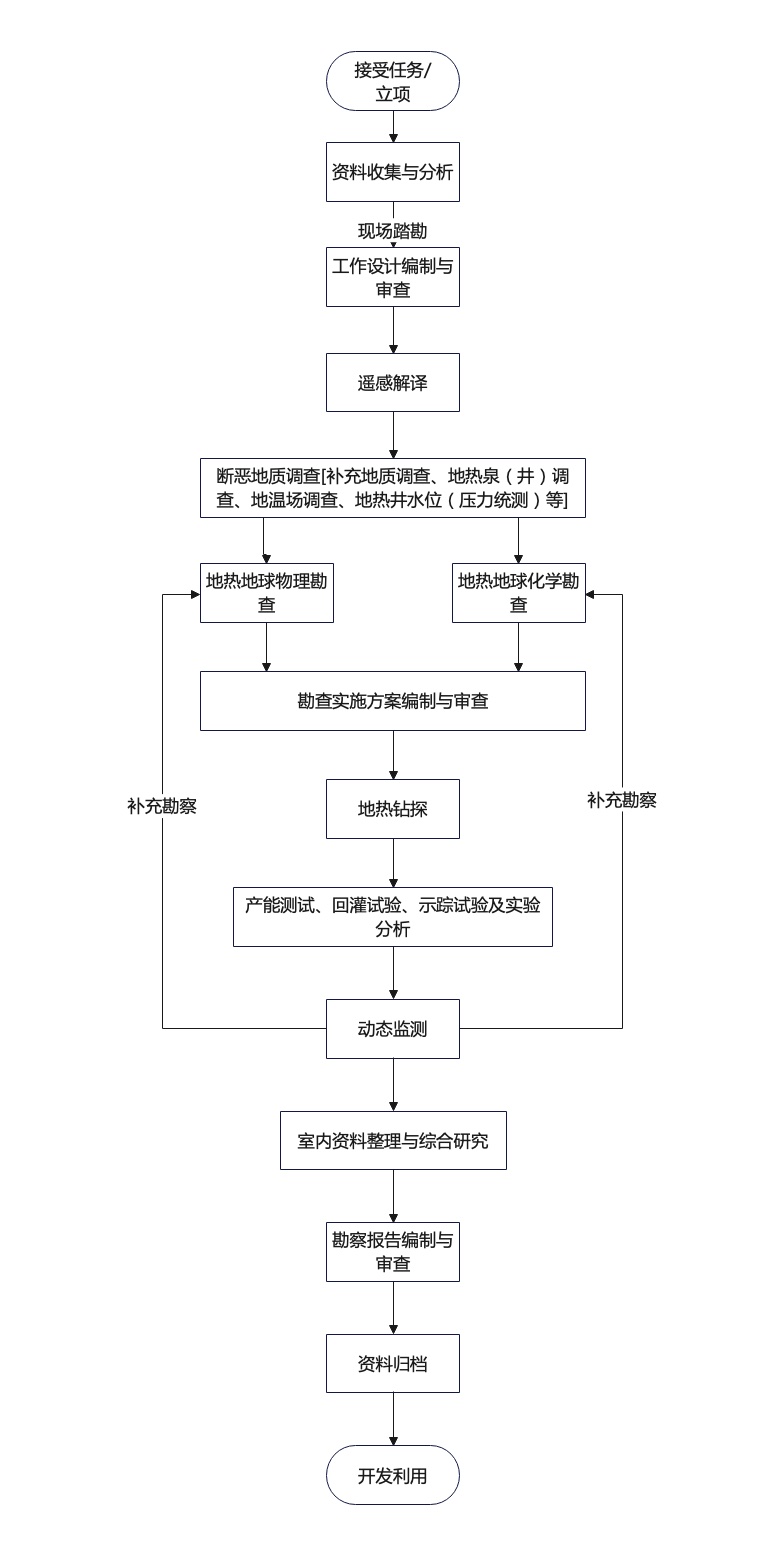 接受任务/
立项
资料收集与分析
现场踏勘
工作设计编制与
审查
遥感解译
断恶地质调查[补充地质调查、地热泉（井）调
查、地温场调查、地热井水位（压力统测）等]
地热地球物理勘
查
地热地球化学勘
查
勘查实施方案编制与审查
地热钻探
补充勘察
补充勘察
产能测试、回灌试验、示踪试验及实验
分析
动态监测
室内资料整理与综合研究
勘察报告编制与
审查
资料归档
开发利用